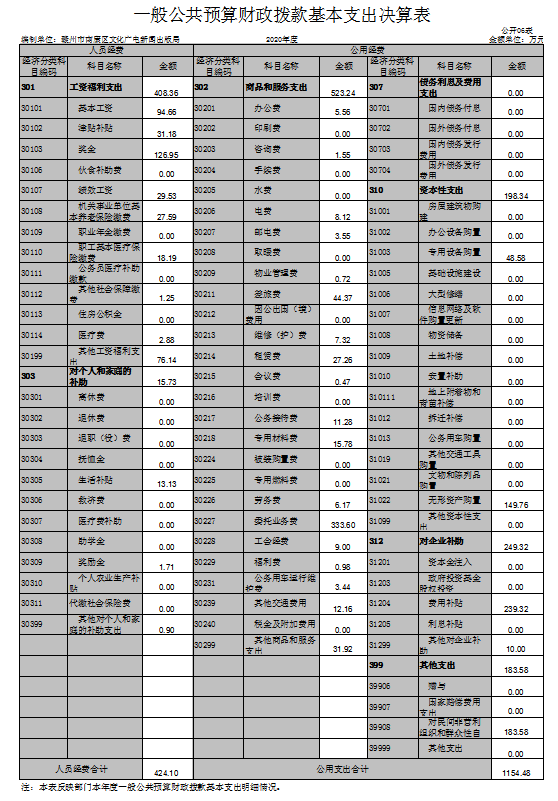 一般公共预算财政拨款基本支出决算表
公开06表
编制单位：赣州市南康区文化广电新闻出版局 2020年度 金额单位：万元
人员经费 公用经费
经济分类科目编码 科目名称 金额 经济分类科目编码 科目名称 金额 经济分类科目编码 科目名称 金额
301 工资福利支出 408.36 302 商品和服务支出 523.24 307 债务利息及费用支出 0.00
30101 基本工资 94.66 30201 办公费 5.56 30701 国内债务付息 0.00
30102 津贴补贴 31.18 30202 印刷费 0.00 30702 国外债务付息 0.00
30103 奖金 126.95 30203 咨询费 1.55 30703 国内债务发行费用 0.00
30106 伙食补助费 0.00 30204 手续费 0.00 30704 国外债务发行费用 0.00
30107 绩效工资 29.53 30205 水费 0.00 310 资本性支出 198.34
30108 机关事业单位基本养老保险缴费 27.59 30206 电费 8.12 31001 房屋建筑物购建 0.00
30109 职业年金缴费 0.00 30207 邮电费 3.55 31002 办公设备购置 0.00
30110 职工基本医疗保险缴费 18.19 30208 取暖费 0.00 31003 专用设备购置 48.58
30111 公务员医疗补助缴款 0.00 30209 物业管理费 0.72 31005 基础设施建设 0.00
30112 其他社会保障缴费 1.25 30211 差旅费 44.37 31006 大型修缮 0.00
30113 住房公积金 0.00 30212 因公出国（境）费用 0.00 31007 信息网络及软件购置更新 0.00
30114 医疗费 2.88 30213 维修（护）费 7.32 31008 物资储备 0.00
30199 其他工资福利支出 76.14 30214 租赁费 27.26 31009 土地补偿 0.00
303 对个人和家庭的补助 15.73 30215 会议费 0.47 31010 安置补助 0.00
30301 离休费 0.00 30216 培训费 0.00 310111 地上附着物和青苗补偿 0.00
30302 退休费 0.00 30217 公务接待费 11.28 31012 拆迁补偿 0.00
30303 退职（役）费 0.00 30218 专用材料费 15.78 31013 公务用车购置 0.00
30304 抚恤金 0.00 30224 被装购置费 0.00 31019 其他交通工具购置 0.00
30305 生活补贴 13.13 30225 专用燃料费 0.00 31021 文物和陈列品购置 0.00
30306 救济费 0.00 30226 劳务费 6.17 31022 无形资产购置 149.76
30307 医疗费补助 0.00 30227 委托业务费 333.60 31099 其他资本性支出 0.00
30308 助学金 0.00 30228 工会经费 9.00 312 对企业补助 249.32
30309 奖励金 1.71 30229 福利费 0.98 31201 资本金注入 0.00
30310 个人农业生产补贴 0.00 30231 公务用车运行维护费 3.44 31203 政府投资基金股权投资 0.00
30311 代缴社会保险费 0.00 30239 其他交通费用 12.16 31204 费用补贴 239.32
30399 其他对个人和家庭的补助支出 0.90 30240 税金及附加费用 0.00 31205 利息补贴 0.00
30299 其他商品和服务支出 31.92 31299 其他对企业补助 10.00
399 其他支出 183.58
39906 赠与 0.00
39907 国家赔偿费用支出 0.00
39908 对民间非营利组织和群众性自 183.58
39999 其他支出 0.00
人员经费合计 424.10 公用支出合计 1154.48
注：本表反映部门本年度一般公共预算财政拨款基本支出明细情况。